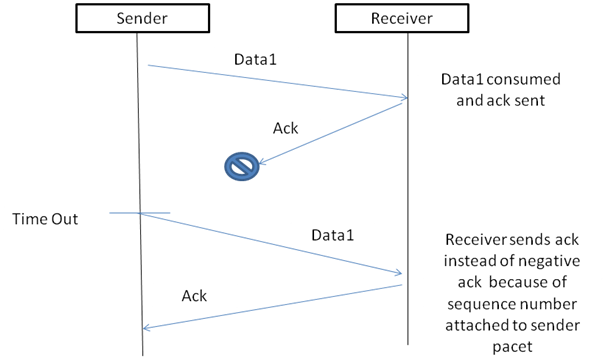 Sender
Receiver
Data1
Data1 consumed
and ack sent
Ack
Time Out
Data1
Receiver sends ack
instead of negative
ack because of
sequence number
attached to sender
pacet
Ack